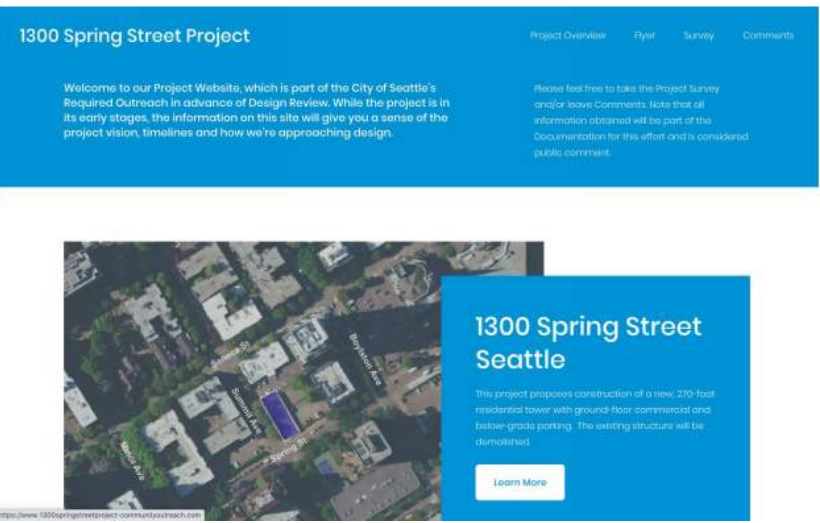 1300 Spring Street Project
Project Overview Flyer Survey Comments
Welcome to our Project Website, which is part of the City of Seattle's
Required Outreach in advance of Design Review. While the project is in
its early stages, the information on this site will give you a sense of the
project vision, timelines and how we're approaching design.
Please feel free to take the Project Survey
and/or leave Comments. Note that all
information obtained will be part of the
Documentation for this effort and is considered
public comment.
Seneca St
Boylston Ave
Summit Ave
Spring St
Minor Ave
1300 Spring Street
Seattle
This project proposes construction of a new, 270-foot
residential tower with ground-floor commercial and
below-grade parking. The existing structure will be
demolished.
Learn More
https://www.1300springstreetproject-communityoutreach.com